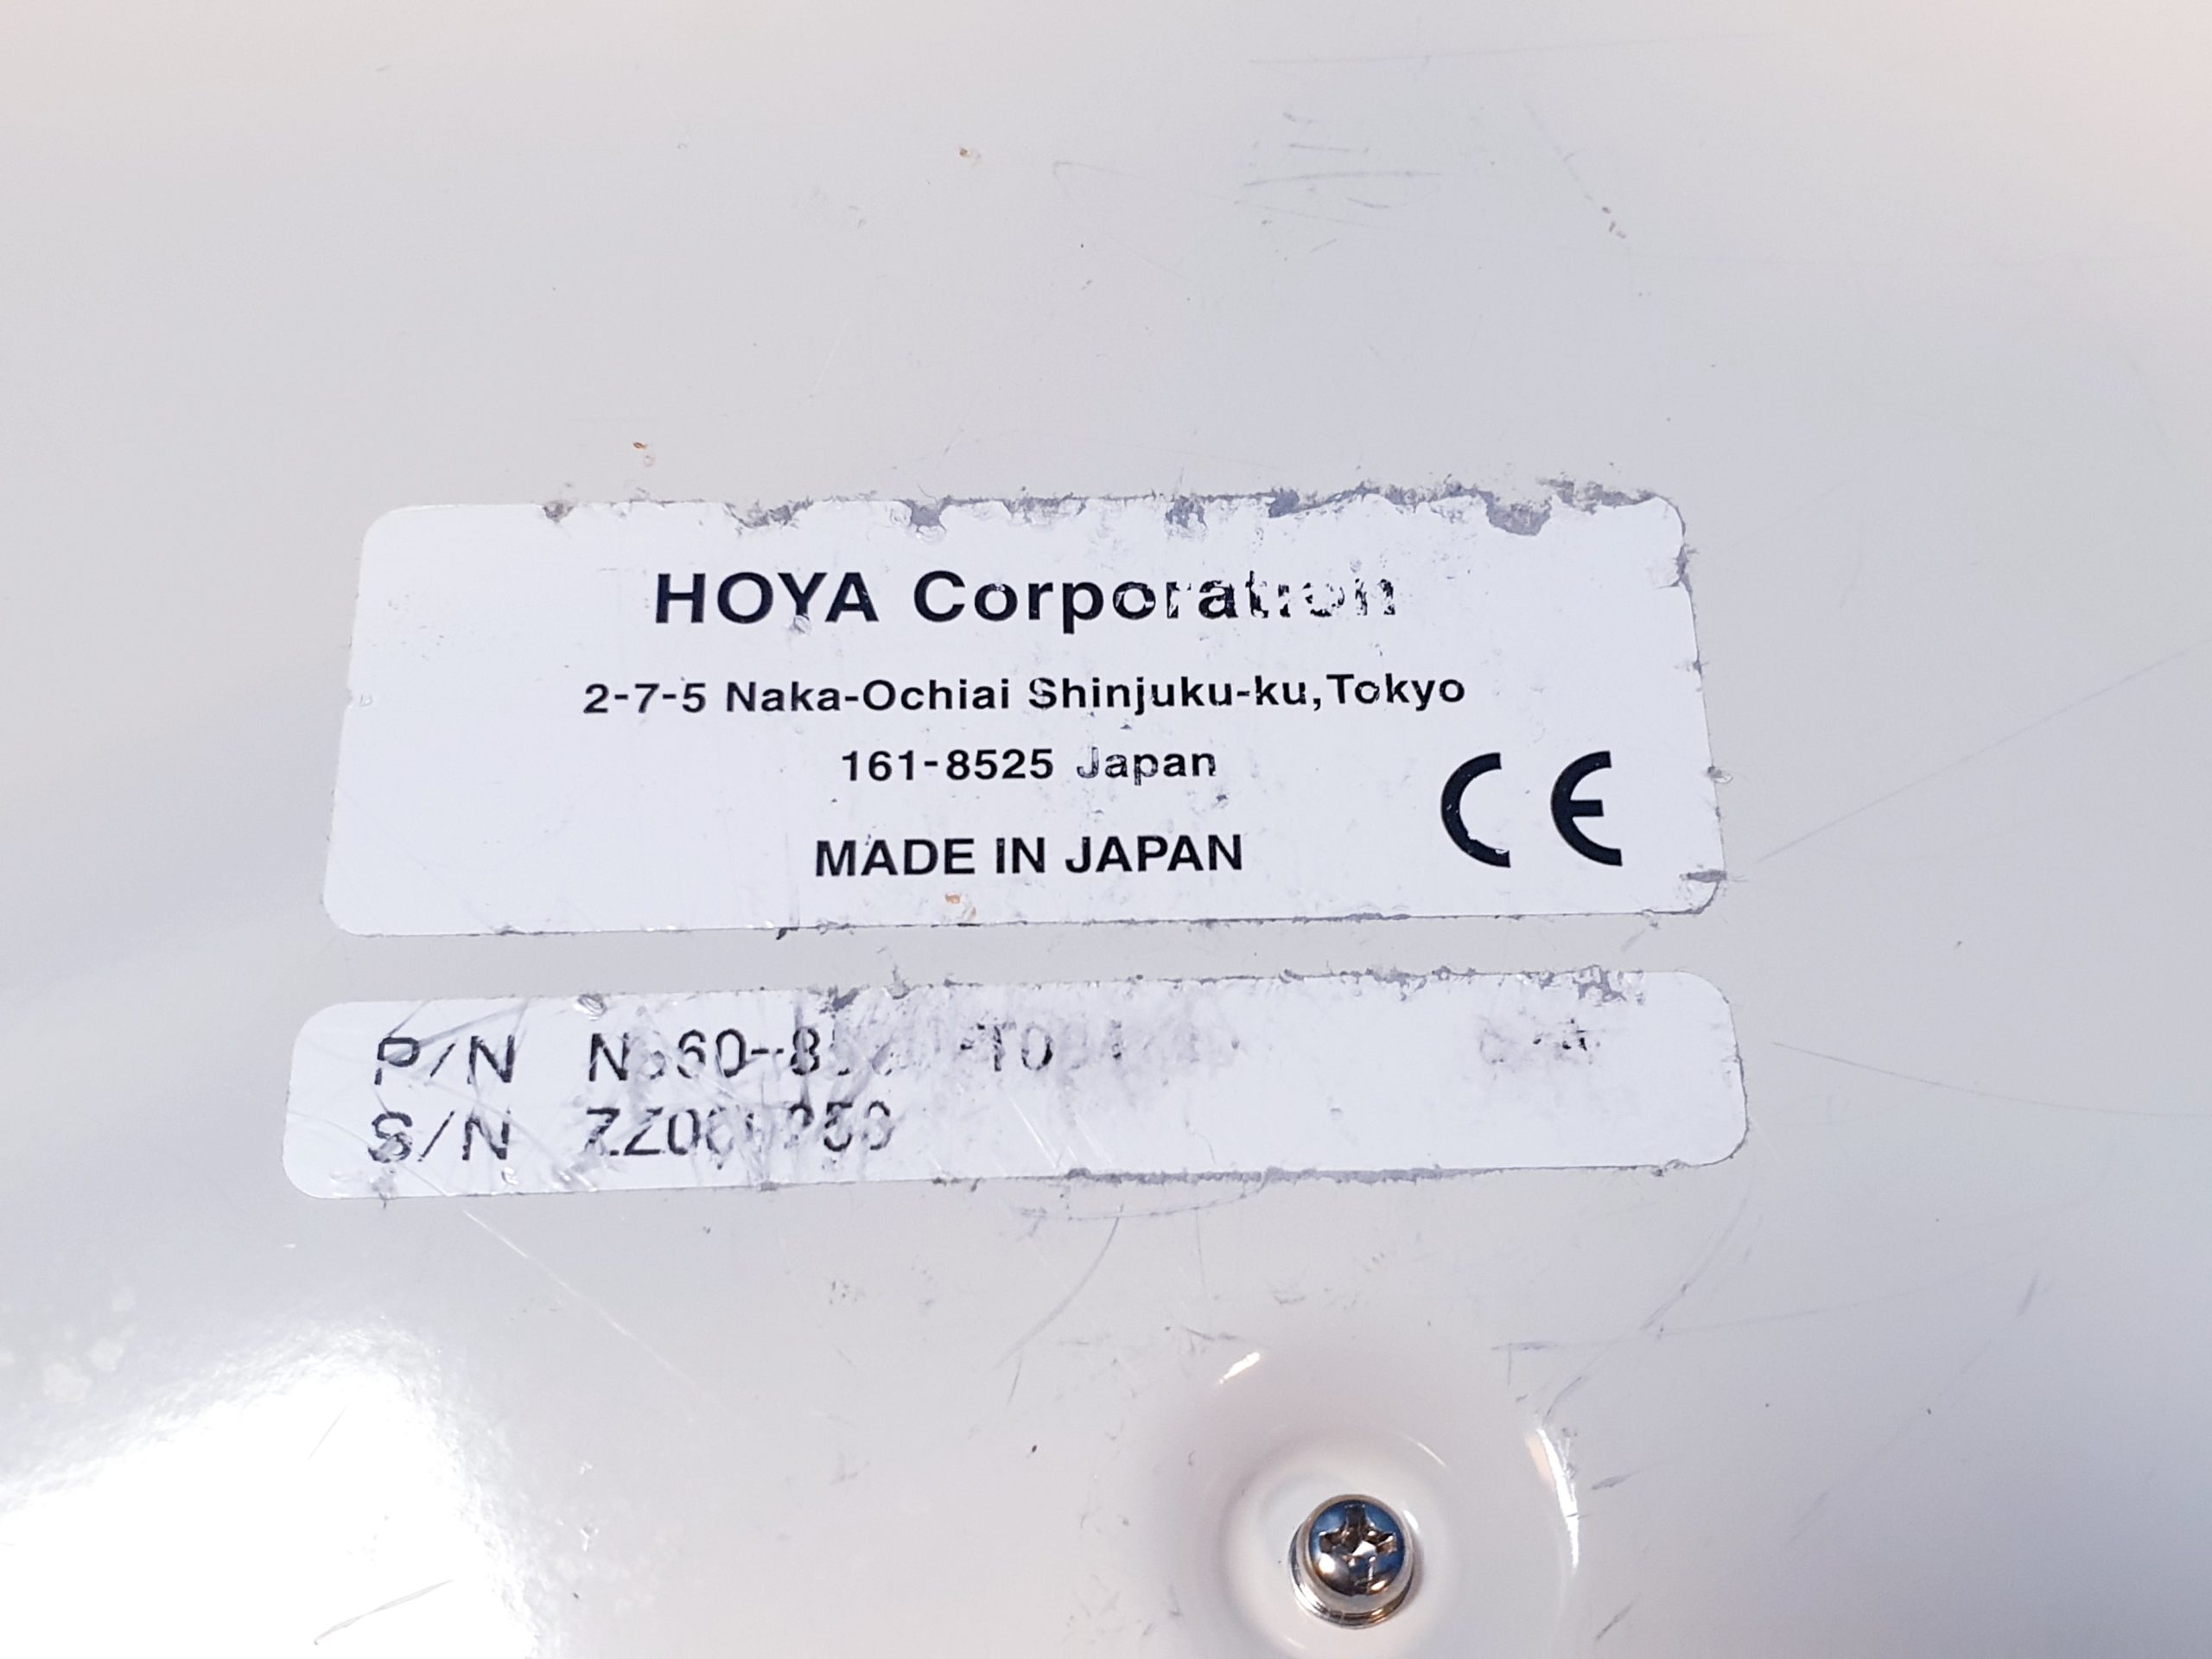 HOYA Corporation
2-7-5 Naka-Ochiai Shinjuku-ku, Tokyo
161-8525 Japan
MADE IN JAPAN
CE
P/N
S/N